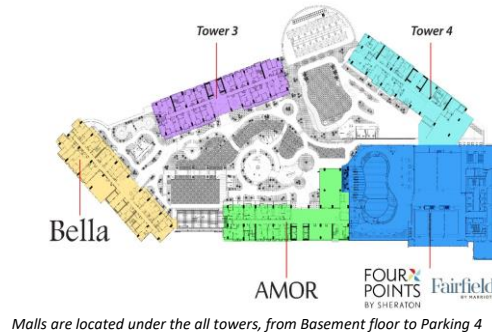 Tower 3
Tower 4
Bella
AMOR
FOUR
POINTS
BY SHERATON
Fairfield
BY MARRIOTT
Malls are located under the all towers, from Basement floor to Parking 4